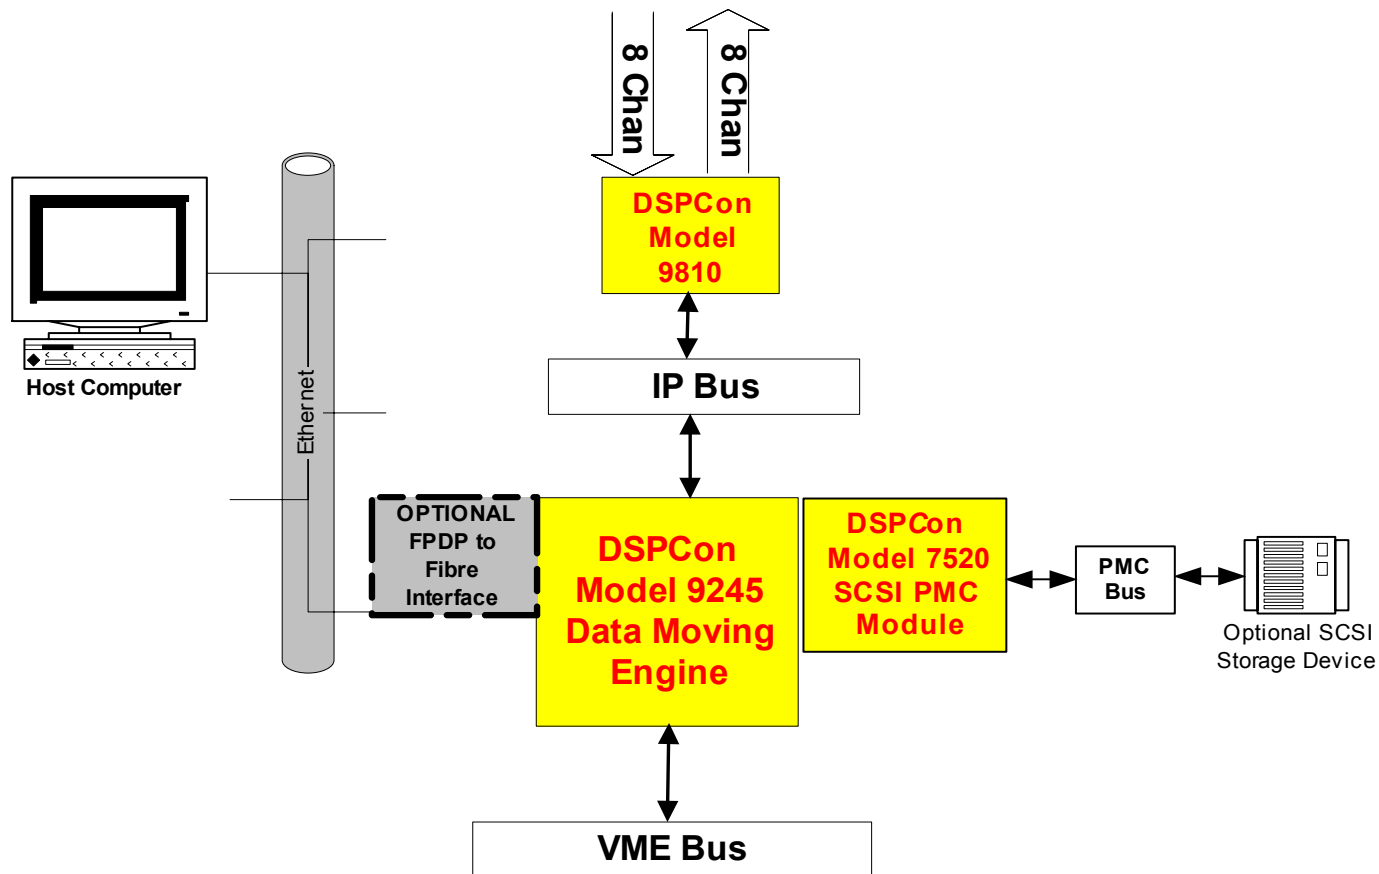 8 Chan
8 Chan
DSPCon
Model
9810
Host Computer
Ethernet
IP Bus
OPTIONAL
FPDP to
Fibre
Interface
DSPCon
Model 9245
Data Moving
Engine
DSPCon
Model 7520
SCSI PMC
Module
PMC
Bus
Optional SCSI
Storage Device
VME Bus